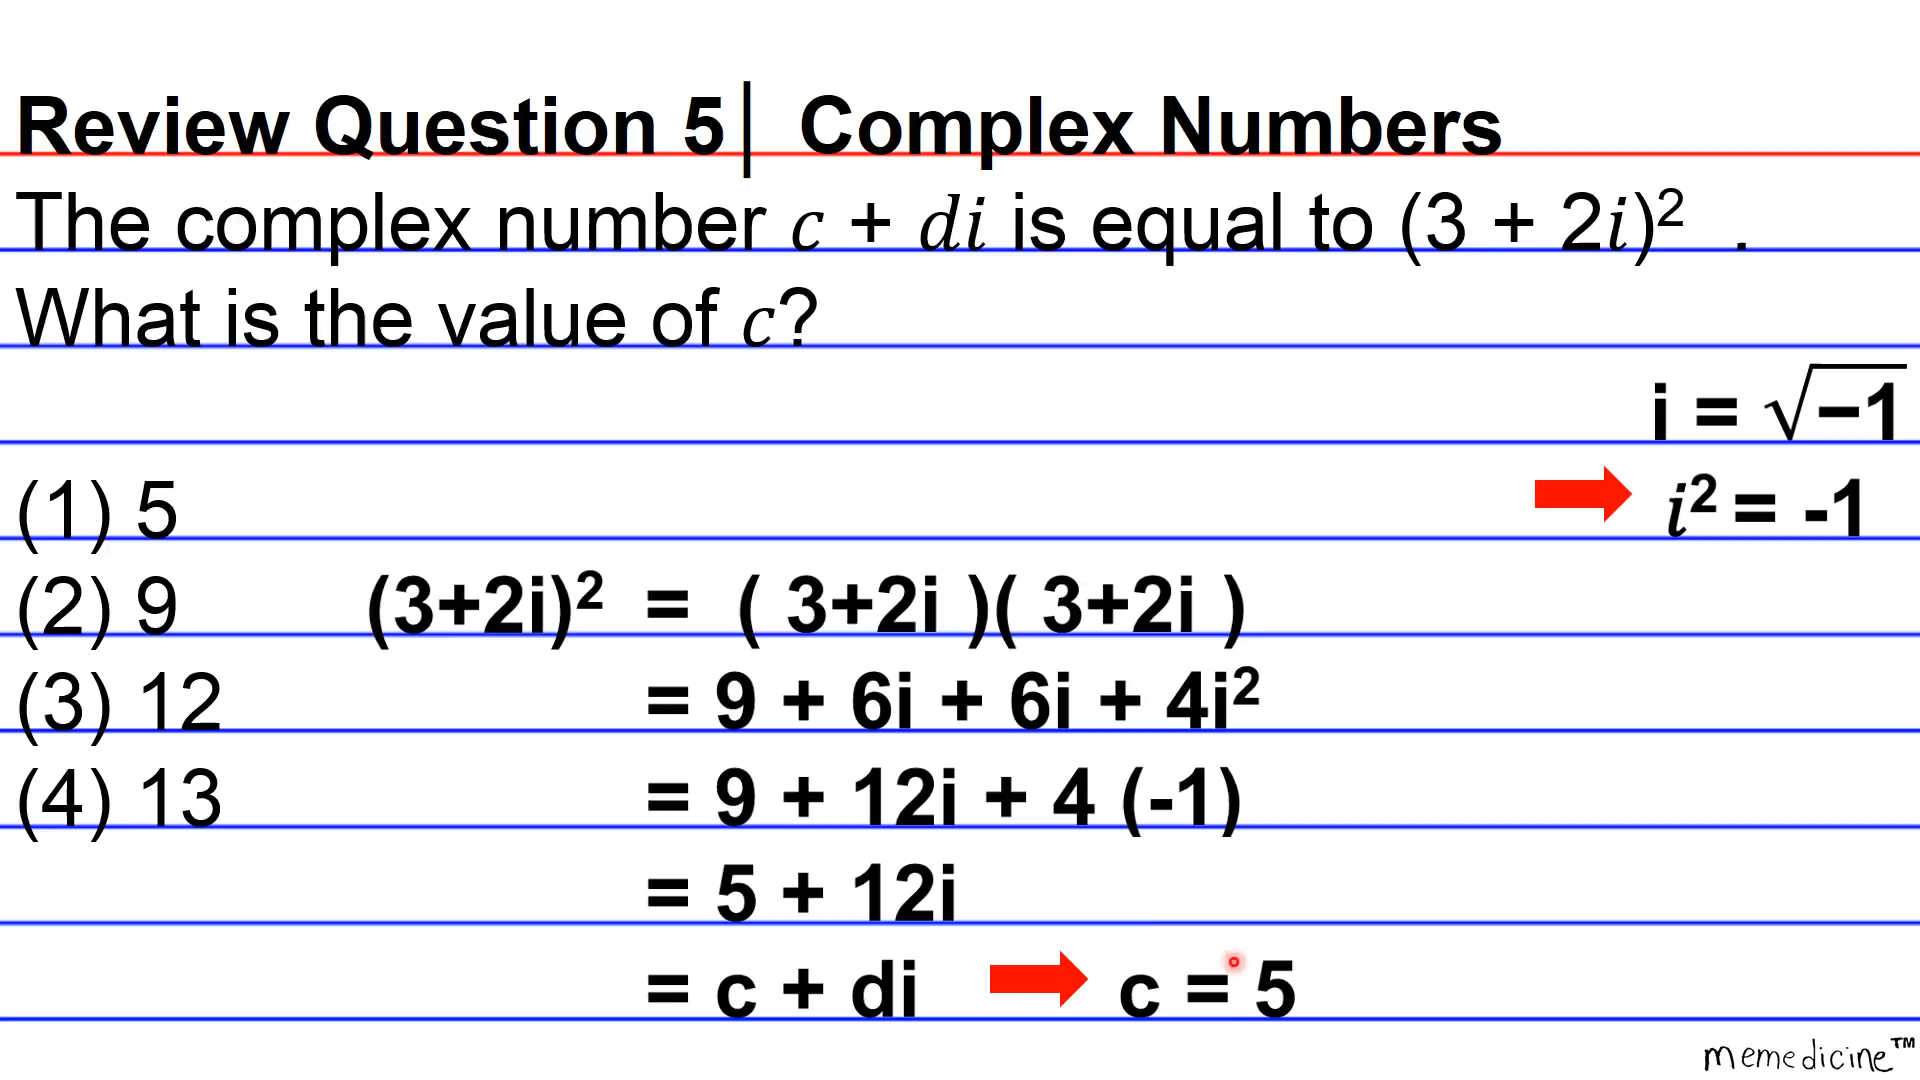 Review Question 5| Complex Numbers
The complex number c + di is equal to (3 + 2i)² .
What is the value of c?
i = √−1
(1) 5
i² = -1
(2) 9 (3+2i)² = ( 3+2i )( 3+2i )
(3) 12 = 9 + 6i + 6i + 4i²
(4) 13 = 9 + 12i + 4 (-1)
= 5 + 12i
= c + di c = 5
memedicine™